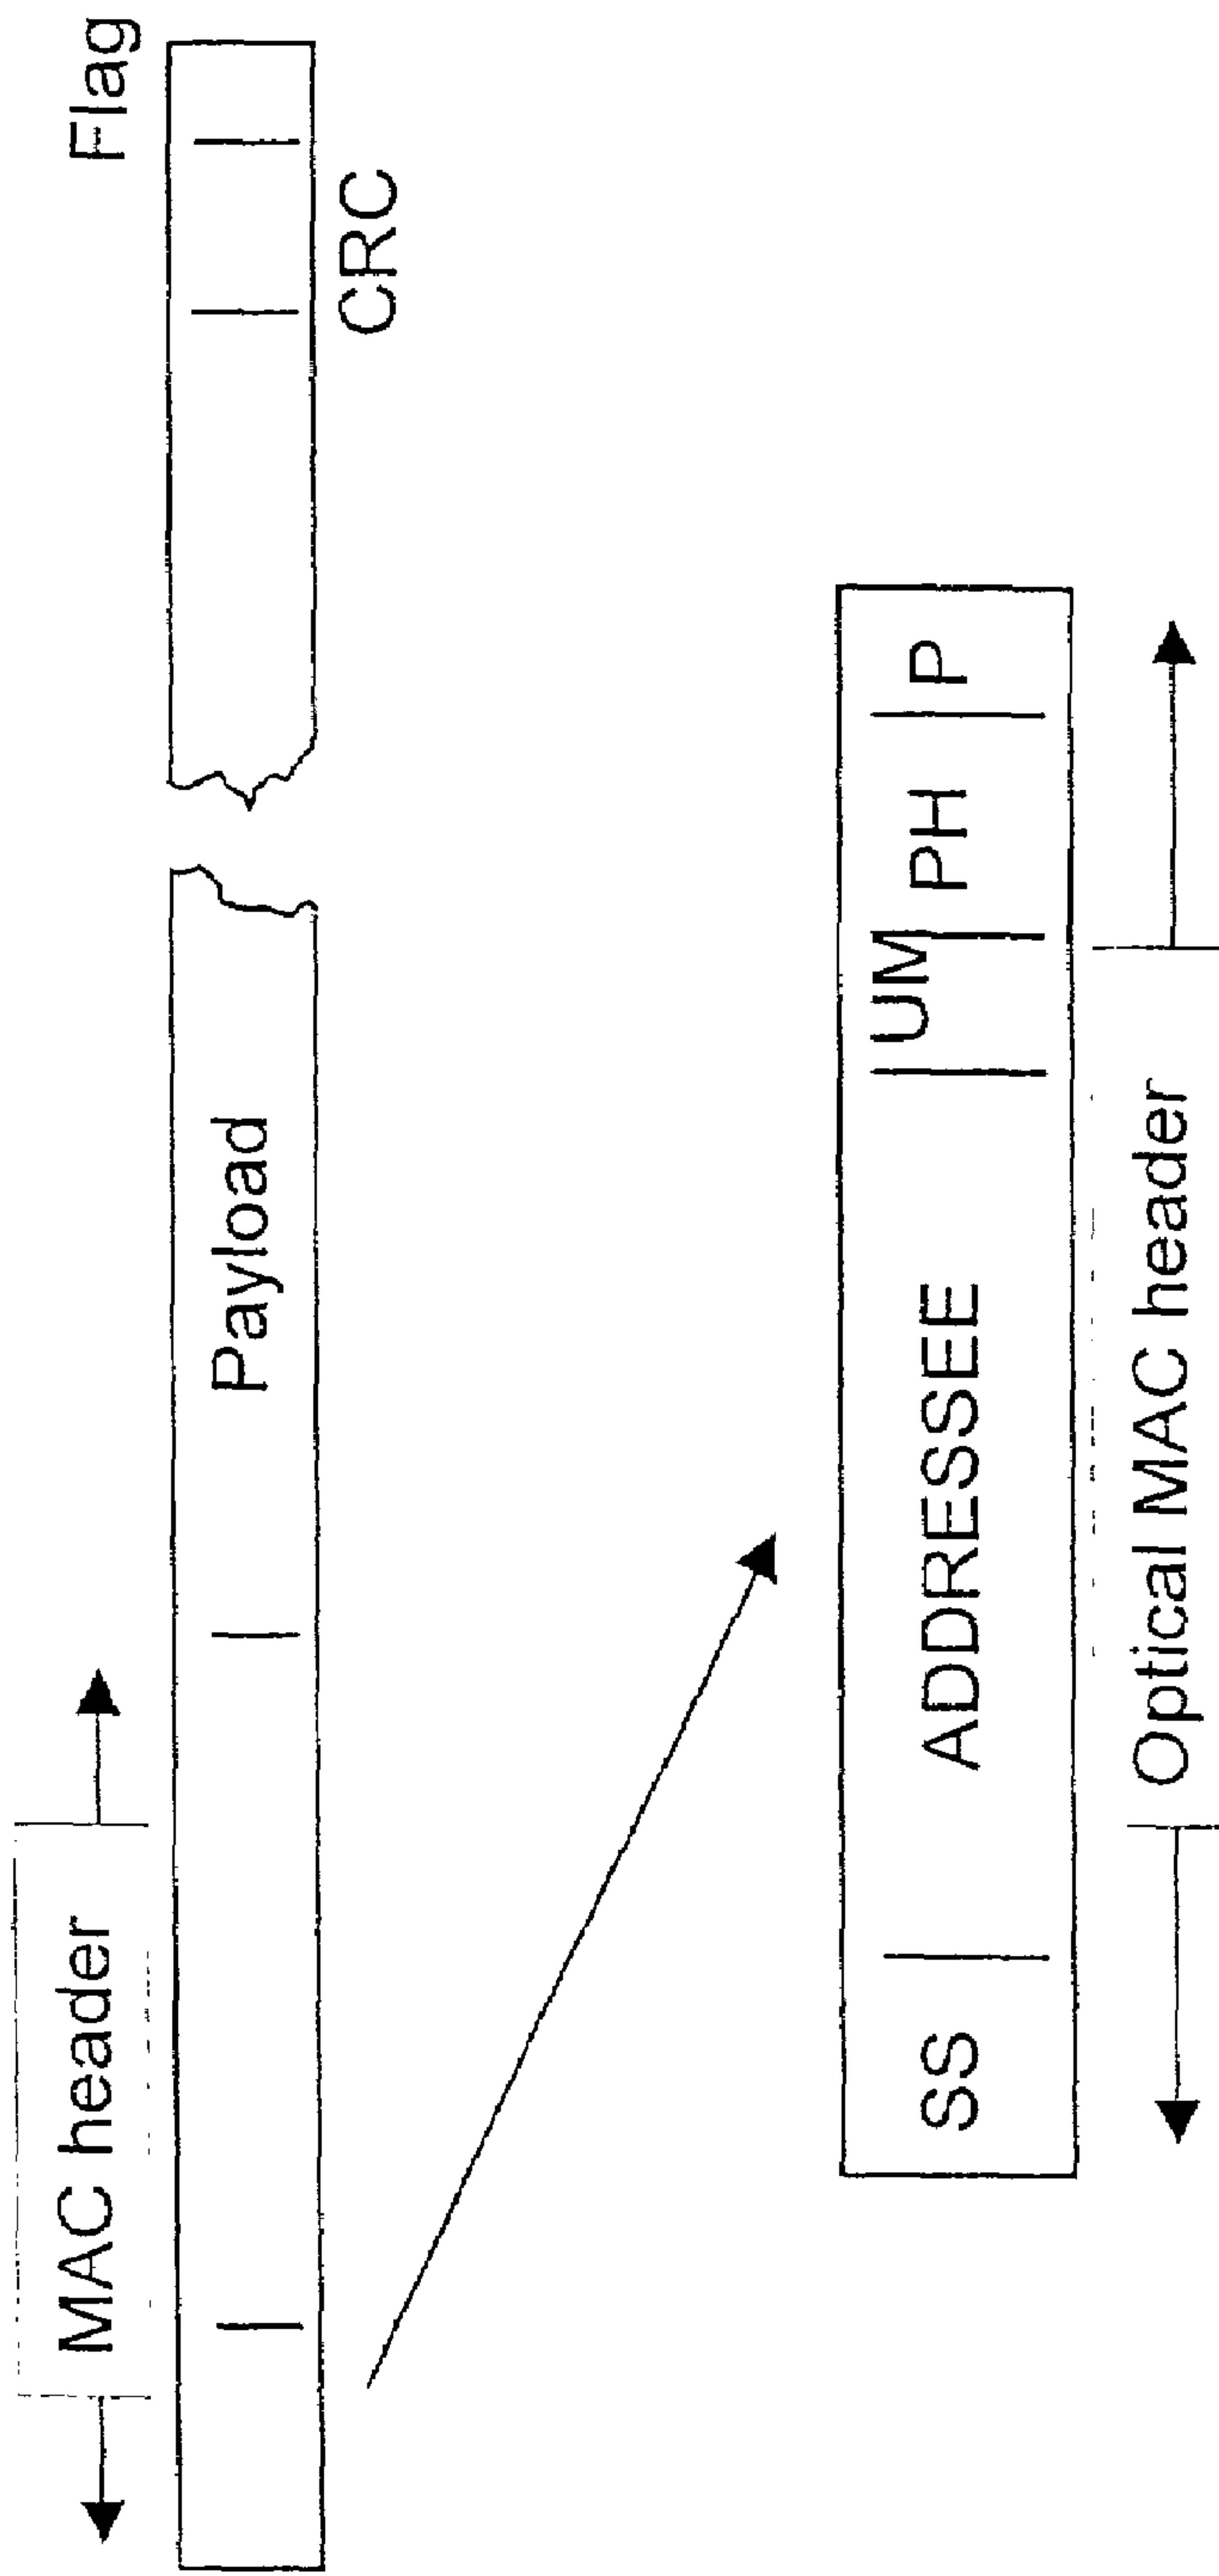 MAC header
Flag
Payload
CRC
SS ADDRESSEE UM PH P
Optical MAC header